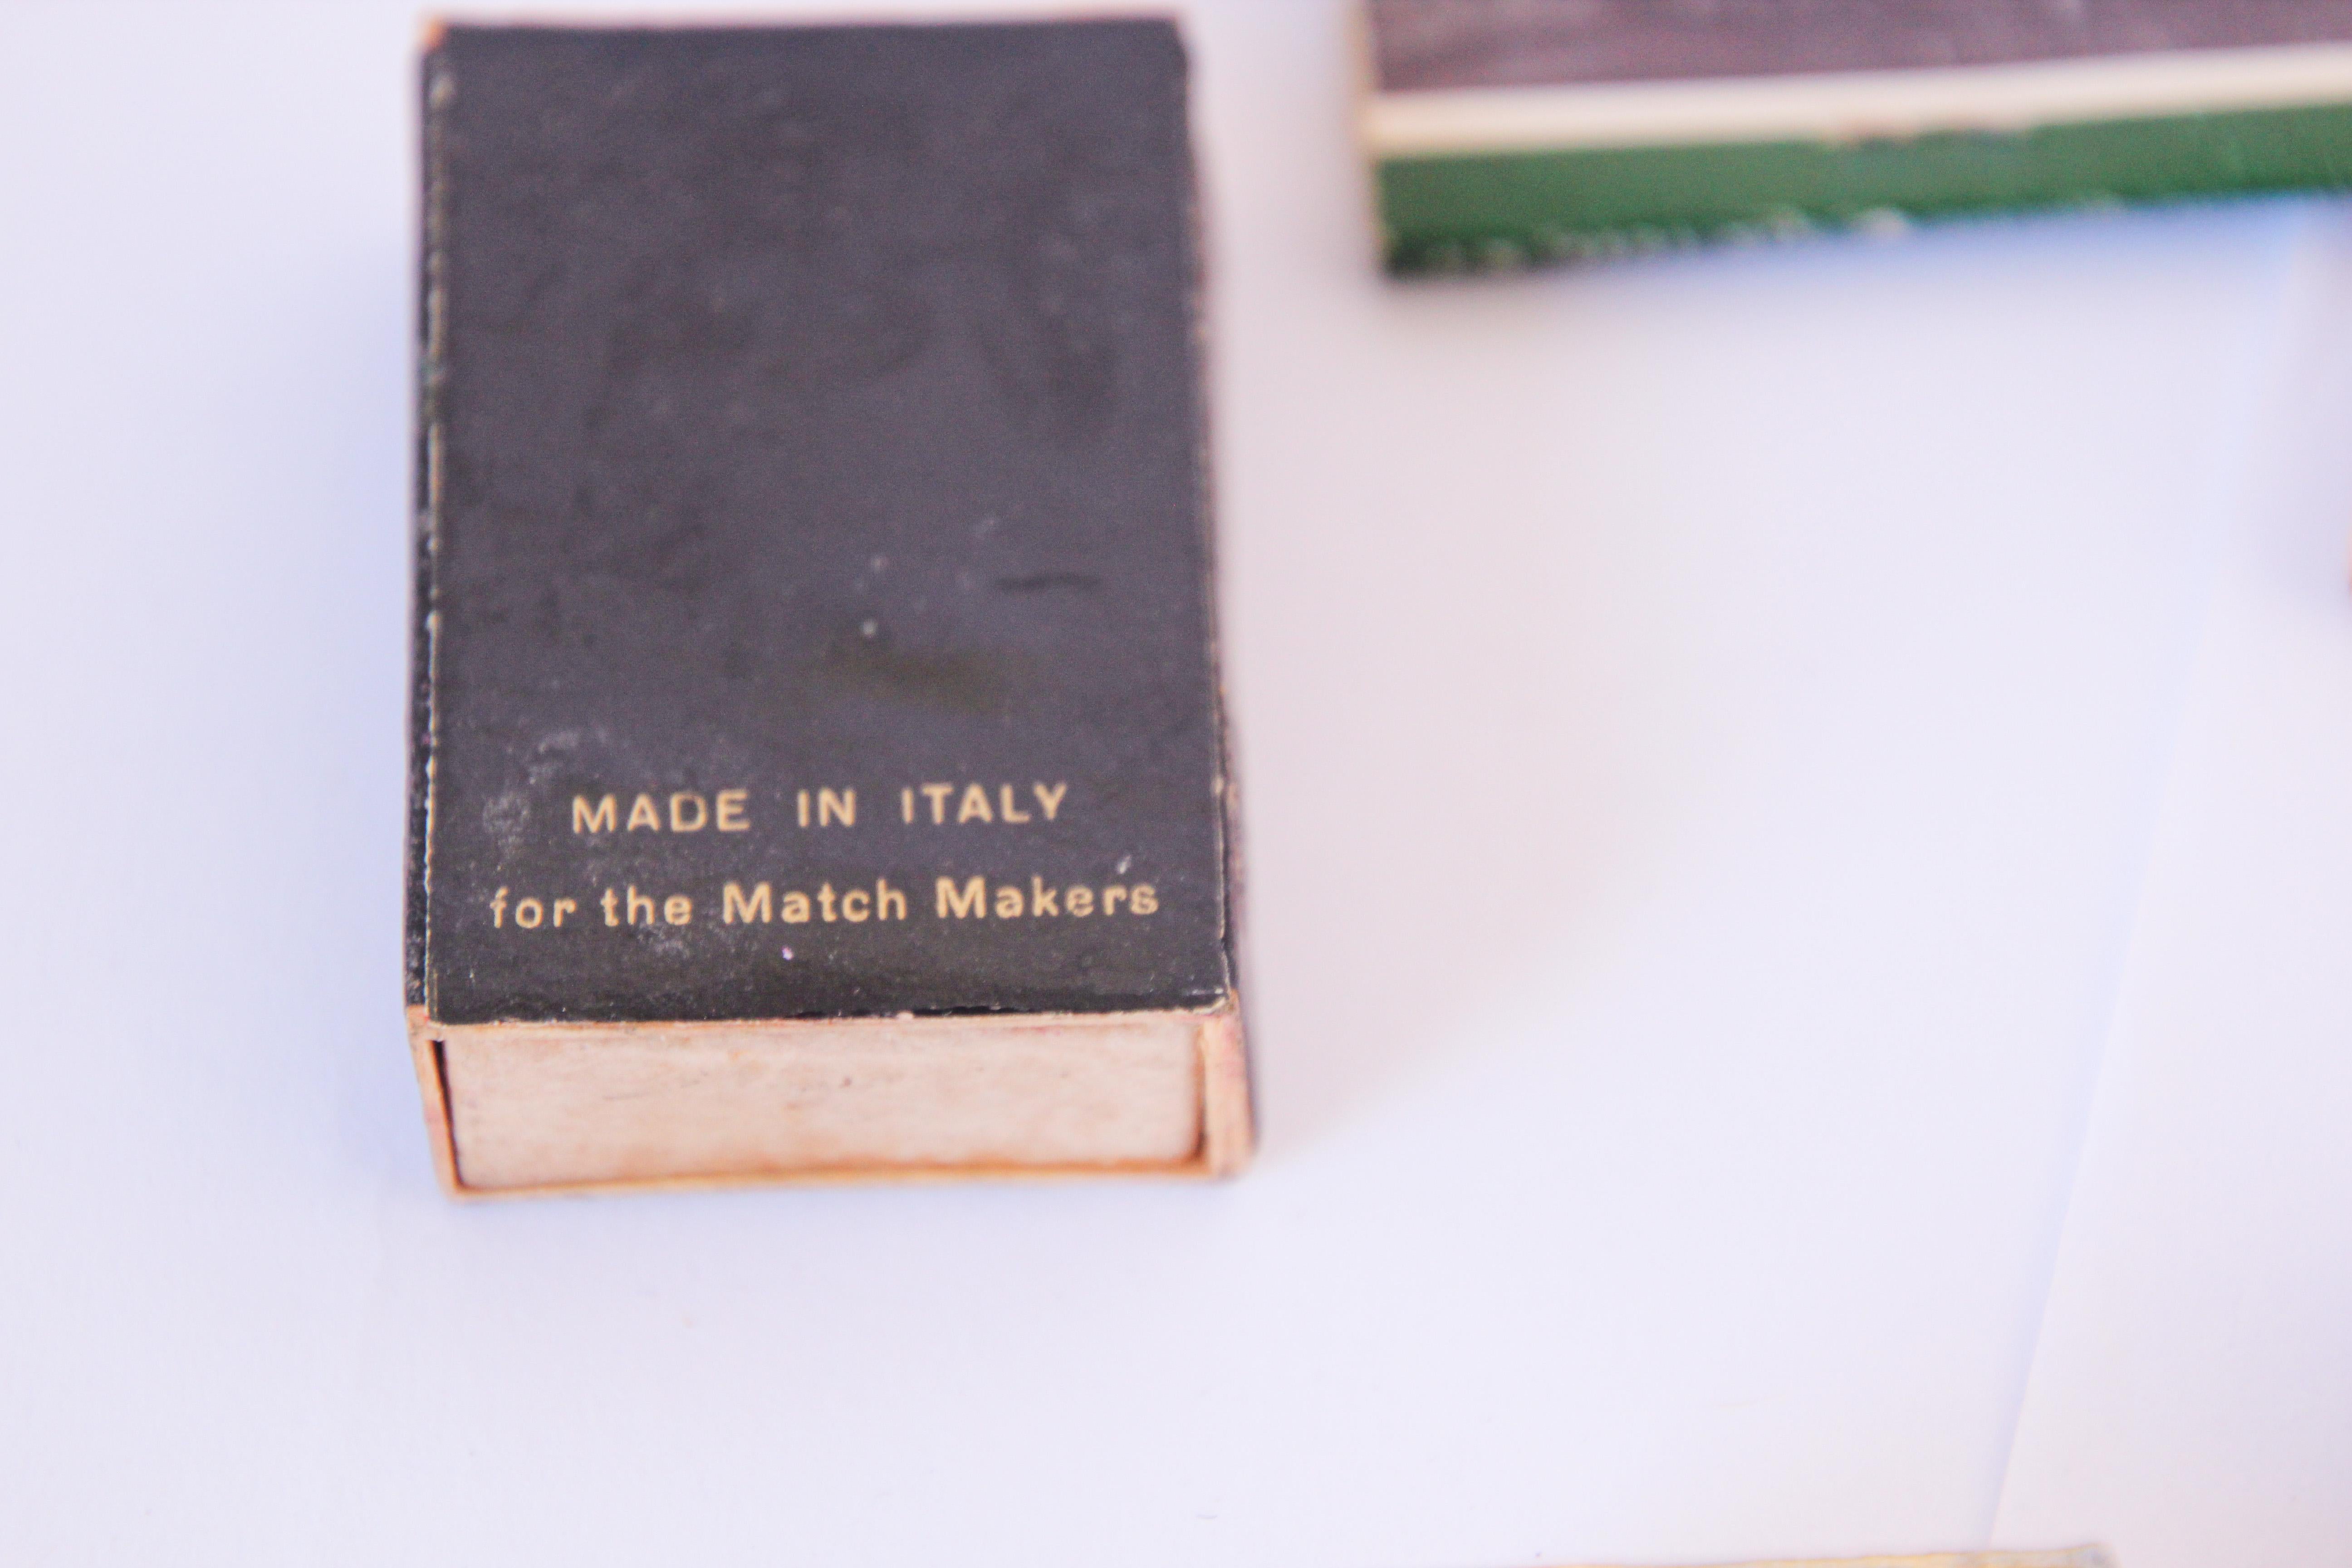 MADE IN ITALY
for the Match Makers